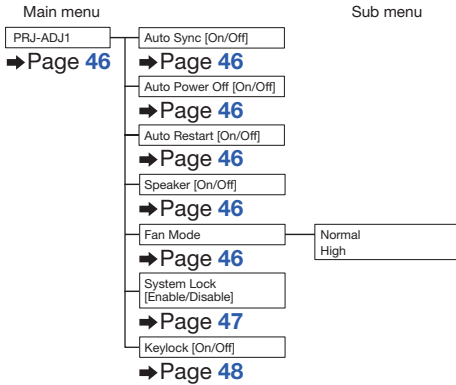 Main menu
Sub menu
PRJ-ADJ1
➡Page 46
Auto Sync [On/Off]
➡Page 46
Auto Power Off [On/Off]
➡Page 46
Auto Restart [On/Off]
➡Page 46
Speaker [On/Off]
➡Page 46
Fan Mode
➡Page 46
Normal
High
System Lock
[Enable/Disable]
➡Page 47
Keylock [On/Off]
➡Page 48